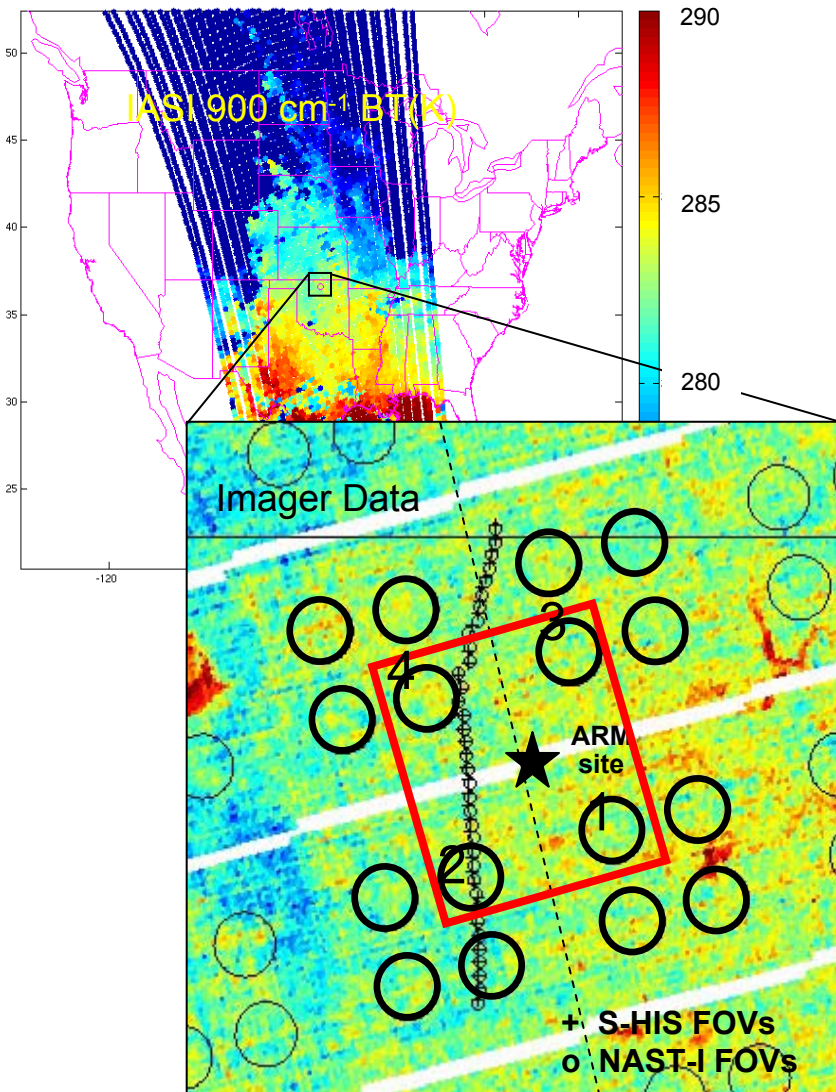 290
50
IASI 900 cm-1 BT(K)
45
285
40
35
280
30
25
Imager Data
-120
3
4
ARM
site
1
2
+ S-HIS FOVs
o NAST-I FOVs